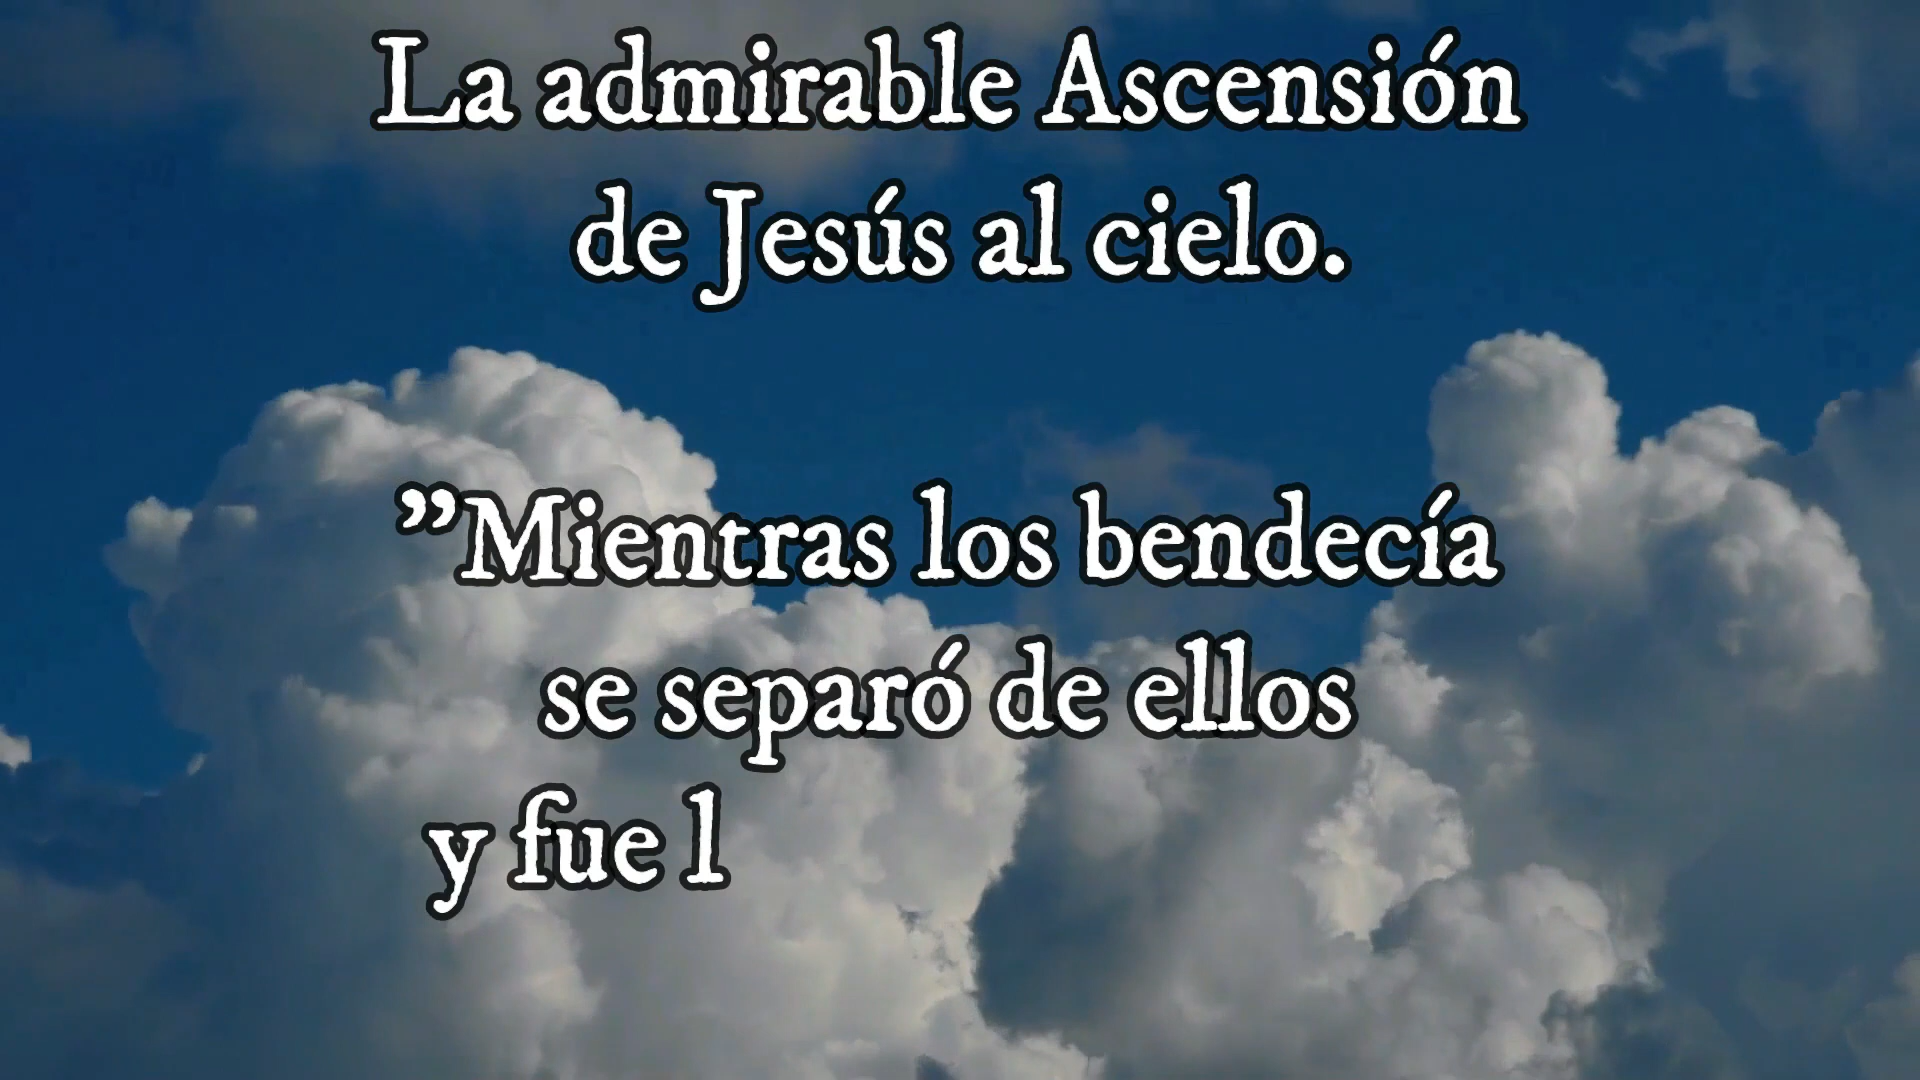 La admirable Ascensión
de Jesús al cielo.
”Mientras los bendecía
se separó de ellos
y fue l